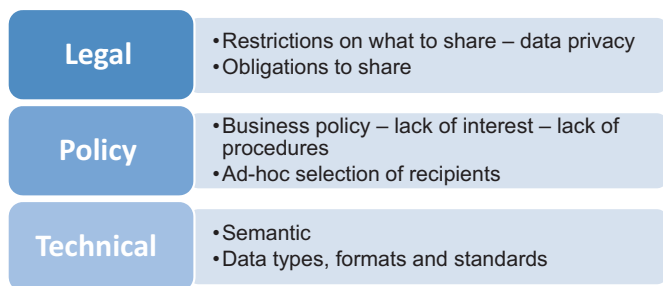 Legal
•Restrictions on what to share – data privacy
•Obligations to share
Policy
•Business policy – lack of interest – lack of
procedures
•Ad-hoc selection of recipients
Technical
•Semantic
•Data types, formats and standards